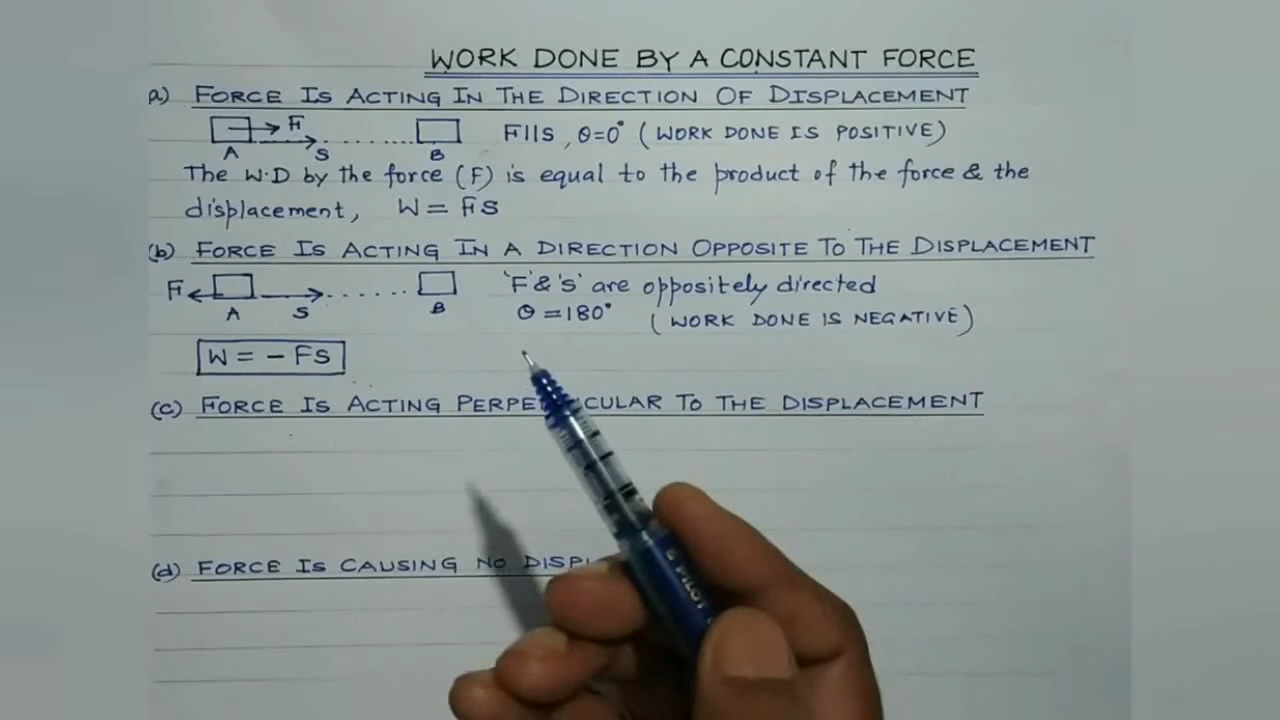 WORK DONE BY A CONSTANT FORCE
a) FORCE IS ACTING IN THE DIRECTION OF DISPLACEMENT
F
A S B F||S, θ=0° (WORK DONE IS POSITIVE)
The W.D by the force (F) is equal to the product of the force & the
displacement, W = FS
(b) FORCE IS ACTING IN A DIRECTION OPPOSITE TO THE DISPLACEMENT
F 'F' & 's' are oppositely directed
A S B θ = 180° (WORK DONE IS NEGATIVE)
W = - FS
(c) FORCE IS ACTING CULAR TO THE DISPLACEMENT
(d) FORCE IS CAUSING NO
PILOT